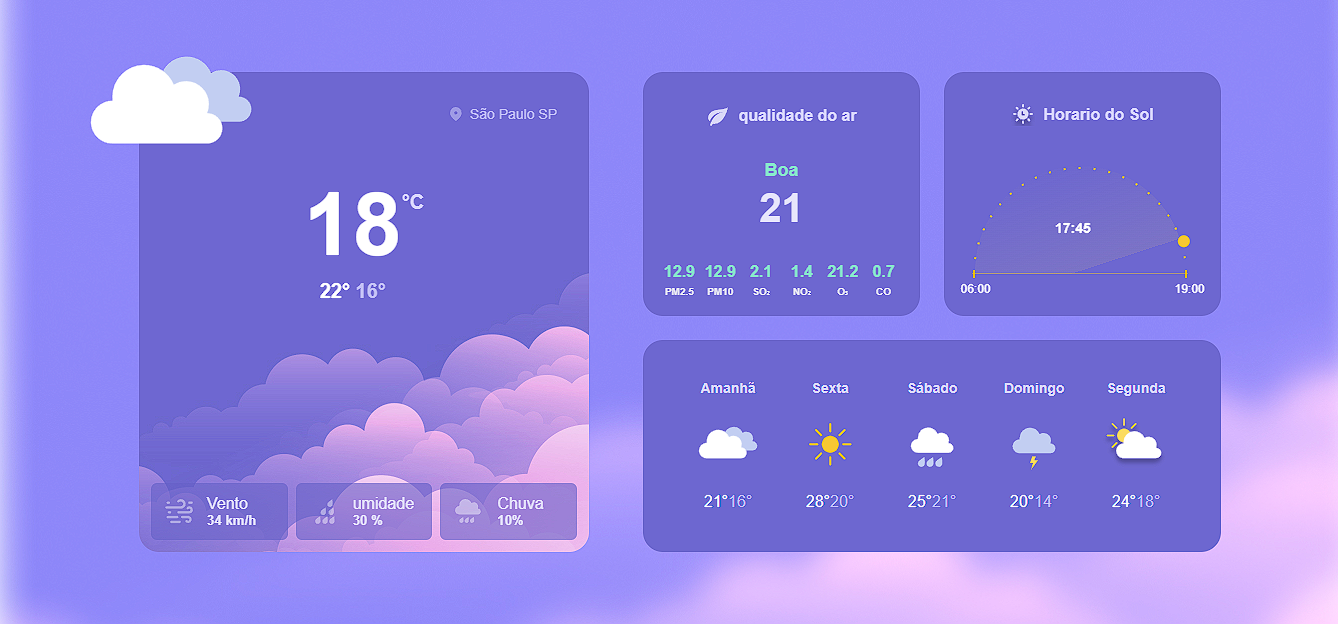 São Paulo SP
18 °C
22° 16°
Vento
34 km/h
umidade
30 %
Chuva
10%
qualidade do ar
Boa
21
12.9 12.9 2.1 1.4 21.2 0.7
PM2.5 PM10 SO₂ NO₂ O₃ CO
Horario do Sol
17:45
06:00 19:00
Amanhã Sexta Sábado Domingo Segunda
21°16° 28°20° 25°21° 20°14° 24°18°